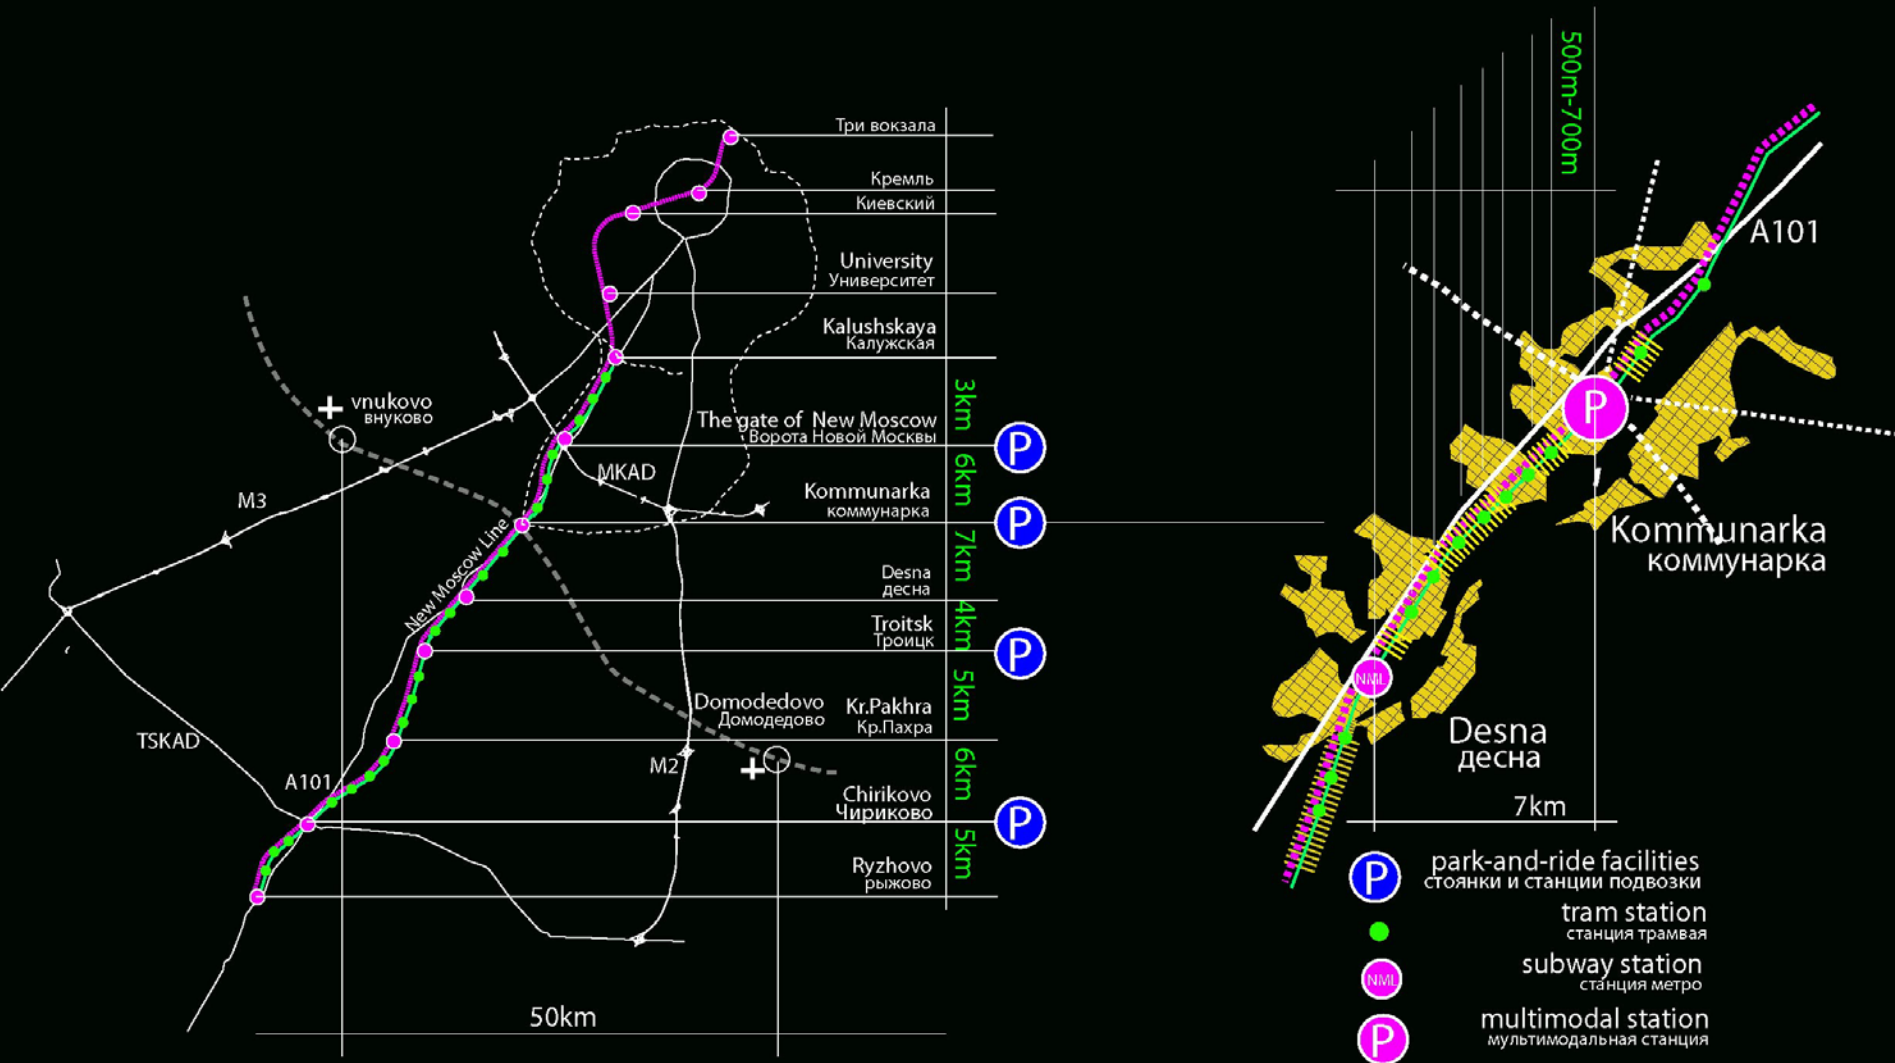 Три вокзала
Кремль
Киевский
University
Университет
Kalushskaya
Калужская
3km
vnukovo
внуково
The gate of New Moscow
Ворота Новой Москвы
P
6km
MKAD
M3
Kommunarka
коммунарка
P
7km
New Moscow Line
Desna
десна
4km
Troitsk
Троицк
P
5km
Domodedovo
Домодедово
Kr.Pakhra
Кр.Пахра
TSKAD
M2
6km
A101
Chirikovo
Чириково
P
5km
Ryzhovo
рыжово
50km
500m-700m
A101
P
Kommunarka
коммунарка
NML
Desna
десна
7km
P
park-and-ride facilities
стоянки и станции подвозки
tram station
станция трамвая
NML
subway station
станция метро
P
multimodal station
мультимодальная станция